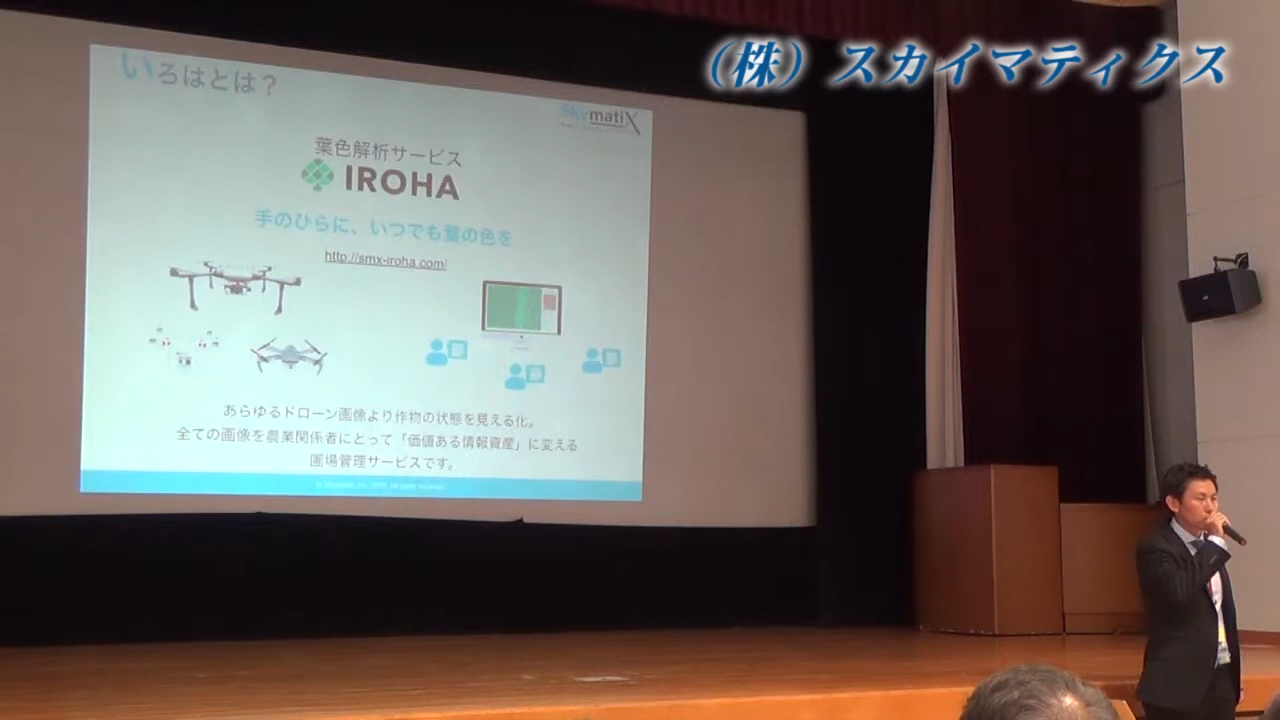 (株)スカイマティクス
いろはとは？
SkymatiX
葉色解析サービス
IROHA
手のひらに、いつでも葉の色を
http://smx-iroha.com/
あらゆるドローン画像より作物の状態を見える化。
全ての画像を農業関係者にとって「価値ある情報資産」に変える
圃場管理サービスです。